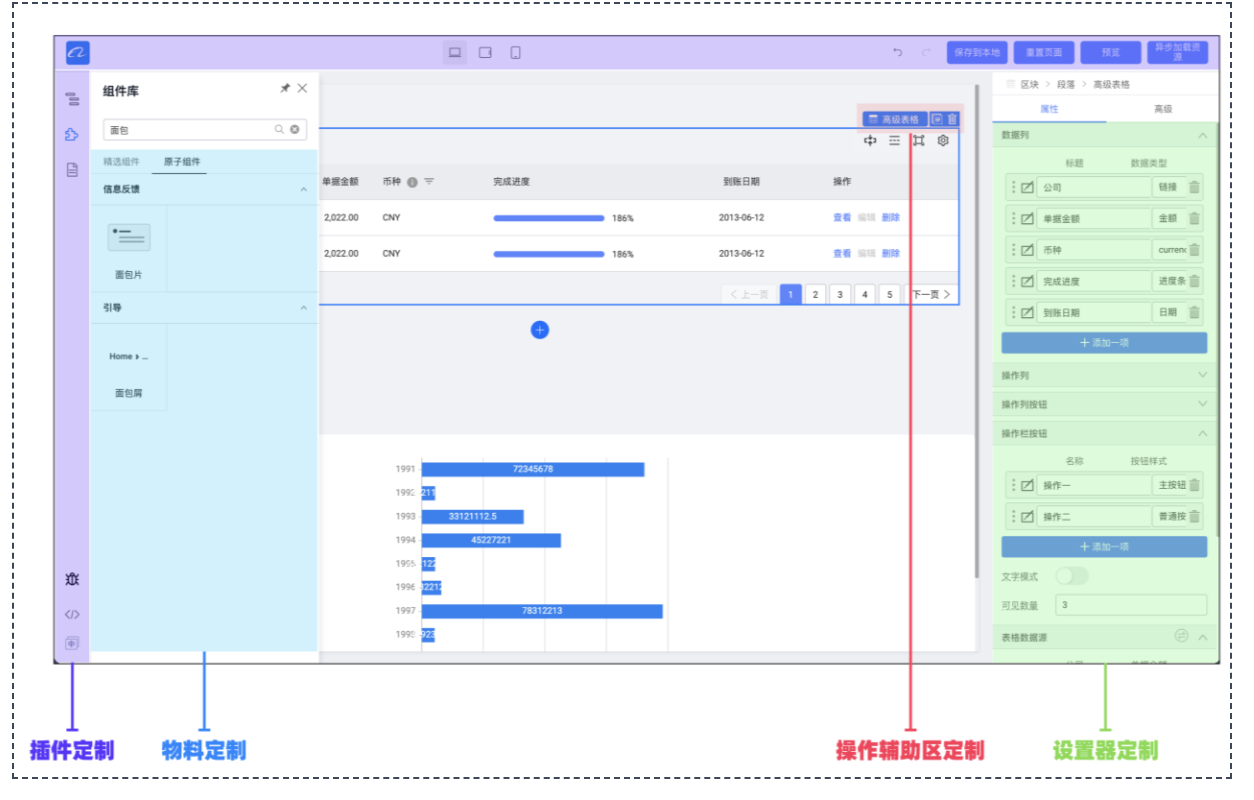 保存到本地
重置页面
预览
异步加载资
源
组件库
面包
精选组件
原子组件
信息反馈
面包片
引导
Home › ...
面包屑
高级表格
单据金额
币种
完成进度
到账日期
操作
2,022.00
CNY
186%
2013-06-12
查看 编辑 删除
2,022.00
CNY
186%
2013-06-12
查看 编辑 删除
上一页
1
2
3
4
5
下一页
1991
72345678
1992
211
1993
33121112.5
1994
45227221
1995
122
1996
2212
1997
78312213
923
区块 > 段落 > 高级表格
属性
高级
数据列
标题
数据类型
公司
链接
单据金额
金额
币种
currenc
完成进度
进度条
到账日期
日期
+ 添加一项
操作列
操作列按钮
操作栏按钮
名称
按钮样式
操作一
主按钮
操作二
普通按
+ 添加一项
文字模式
可见数量
3
表格数据源
插件定制
物料定制
操作辅助区定制
设置器定制